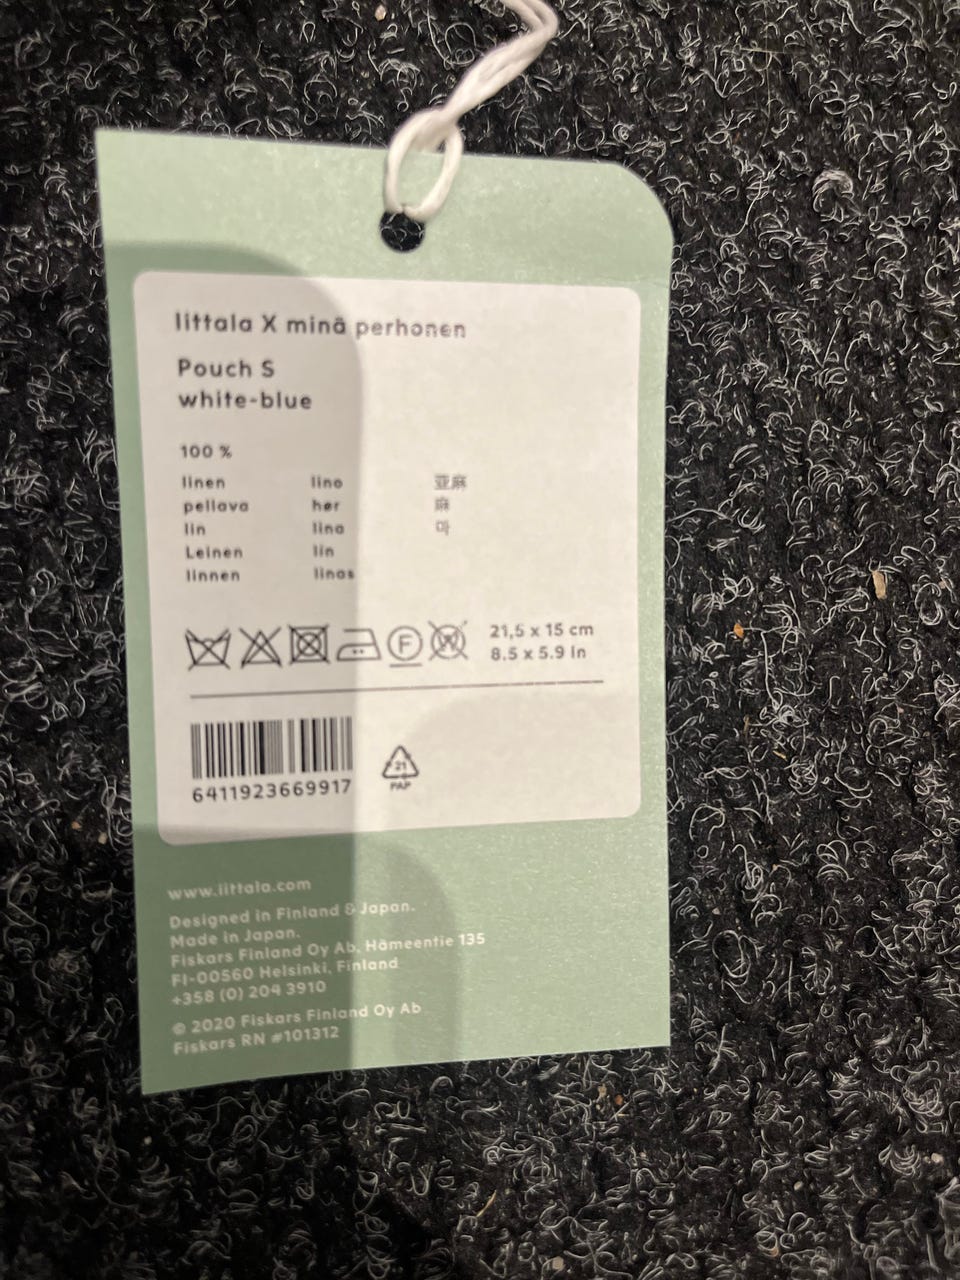 Iittala X minä perhonen
Pouch S
white-blue
100 %
linen lino 亚麻
pellava hør 麻
lin lina 마
Leinen lin
linnen linas
F W
21,5 x 15 cm
8.5 x 5.9 in
6411923669917
21
PAP
www.iittala.com
Designed in Finland & Japan.
Made in Japan.
Fiskars Finland Oy Ab, Hämeentie 135
FI-00560 Helsinki, Finland
+358 (0) 204 3910
© 2020 Fiskars Finland Oy Ab
Fiskars RN #101312